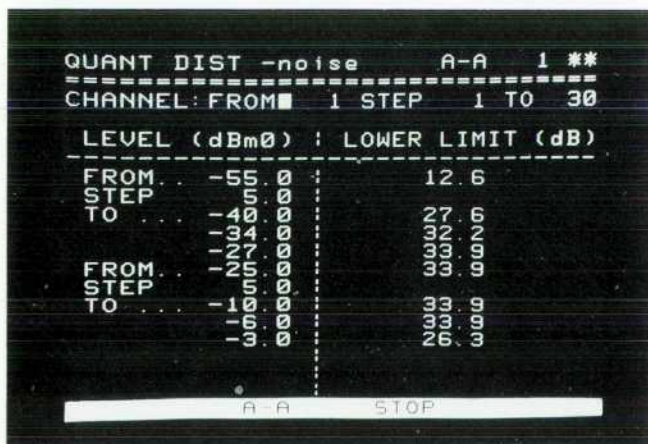 QUANT DIST -noise A-A 1 **
CHANNEL: FROM 1 STEP 1 TO 30
LEVEL (dBm0) LOWER LIMIT (dB)
FROM.. -55.0 12.6
STEP 5.0
TO ... -40.0 27.6
-34.0 32.2
-27.0 33.9
FROM.. -25.0 33.9
STEP 5.0
TO ... -10.0 33.9
-6.0 33.9
-3.0 26.3
A-A STOP